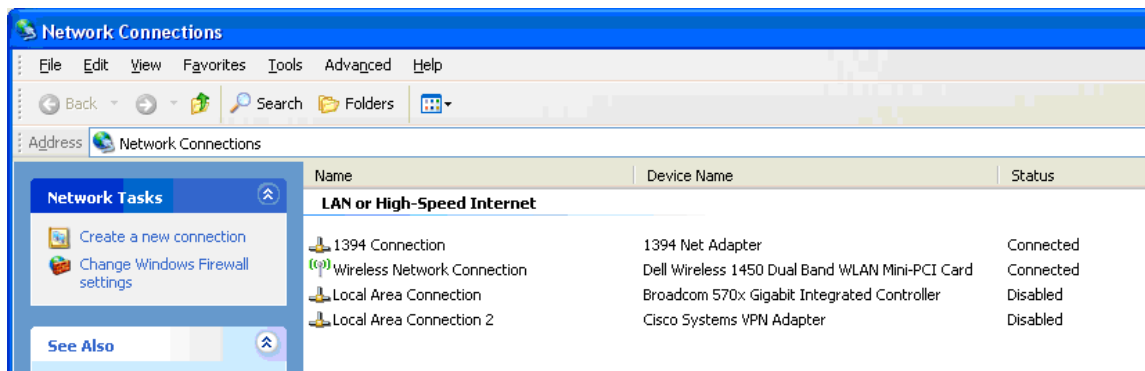 Network Connections
File Edit View Favorites Tools Advanced Help
Back Search Folders
Address Network Connections
Name Device Name Status
Network Tasks
LAN or High-Speed Internet
Create a new connection
1394 Connection 1394 Net Adapter Connected
Change Windows Firewall
settings
Wireless Network Connection Dell Wireless 1450 Dual Band WLAN Mini-PCI Card Connected
Local Area Connection Broadcom 570x Gigabit Integrated Controller Disabled
Local Area Connection 2 Cisco Systems VPN Adapter Disabled
See Also